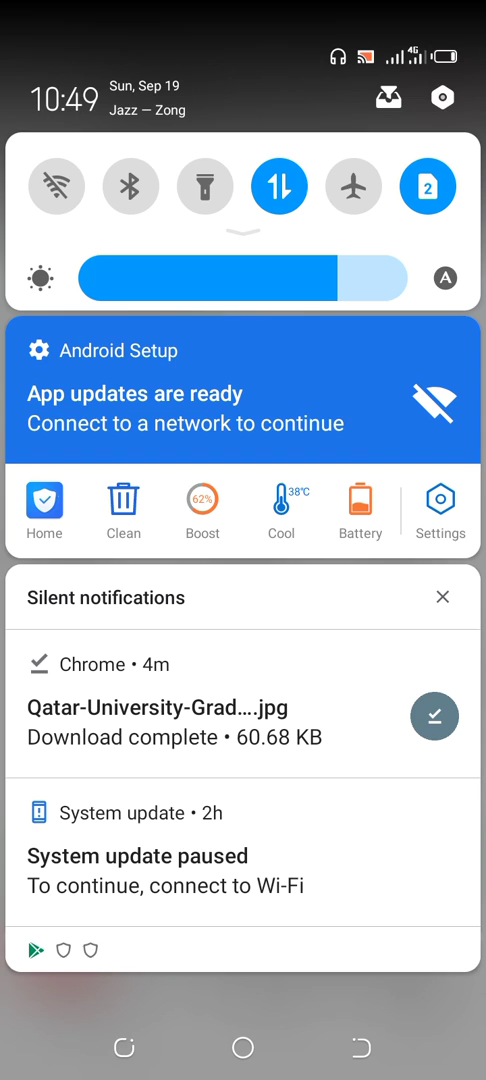 4G
10:49
Sun, Sep 19
Jazz — Zong
2
A
Android Setup
App updates are ready
Connect to a network to continue
62%
38℃
Home
Clean
Boost
Cool
Battery
Settings
Silent notifications
Chrome • 4m
Qatar-University-Grad....jpg
Download complete • 60.68 KB
System update • 2h
System update paused
To continue, connect to Wi-Fi